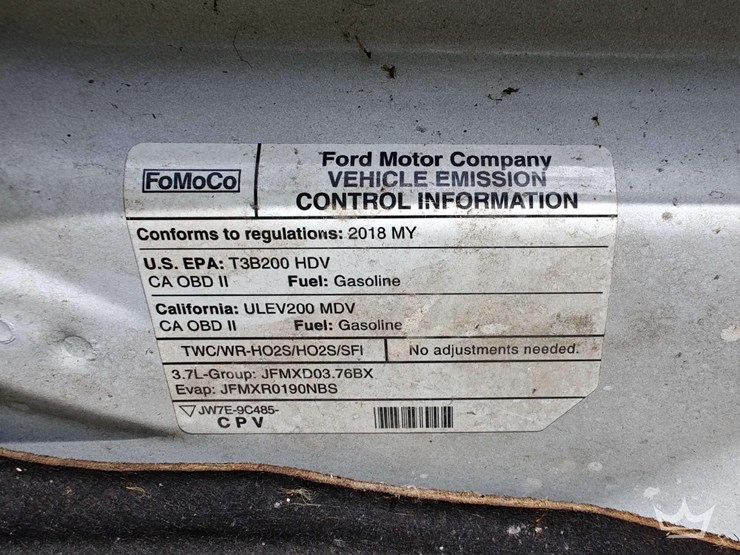 FoMoCo
Ford Motor Company
VEHICLE EMISSION
CONTROL INFORMATION
Conforms to regulations: 2018 MY
U.S. EPA: T3B200 HDV
CA OBD II Fuel: Gasoline
California: ULEV200 MDV
CA OBD II Fuel: Gasoline
TWC/WR-HO2S/HO2S/SFI No adjustments needed.
3.7L-Group: JFMXD03.76BX
Evap: JFMXR0190NBS
JW7E-9C485-
CPV